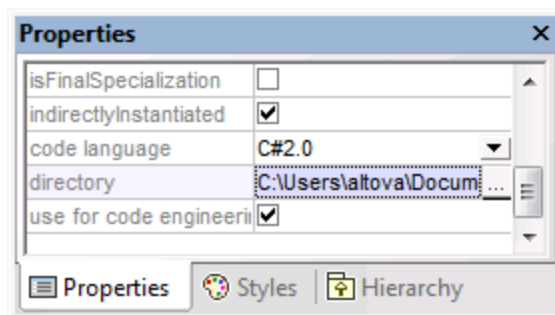 Properties
isFinalSpecialization
indirectlyInstantiated
code language C#2.0
directory C:\Users\altova\Docum ...
use for code engineeri
Properties Styles Hierarchy